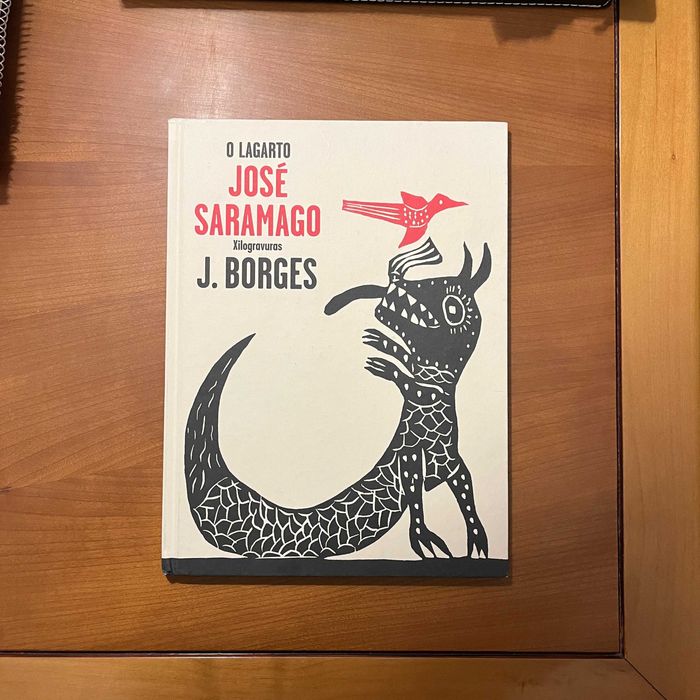 O LAGARTO
JOSÉ
SARAMAGO
Xilogravuras
J. BORGES